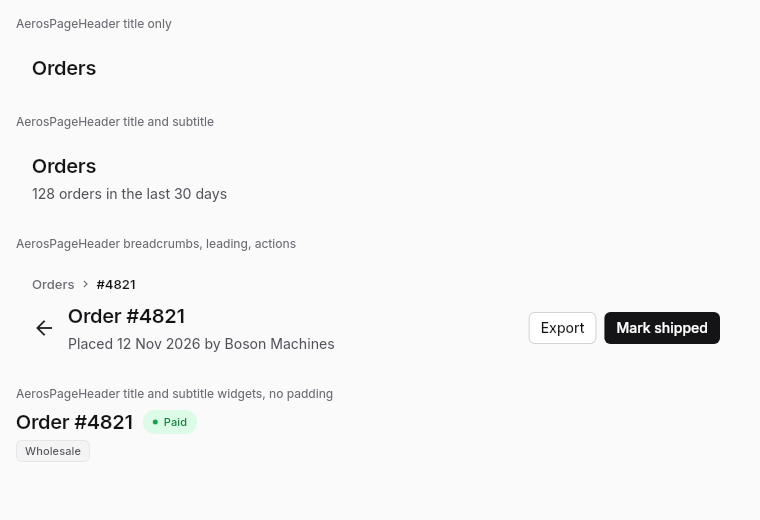 AerosPageHeader title only
Orders
AerosPageHeader title and subtitle
Orders
128 orders in the last 30 days
AerosPageHeader breadcrumbs, leading, actions
Orders #4821
Order #4821
Placed 12 Nov 2026 by Boson Machines
Export Mark shipped
AerosPageHeader title and subtitle widgets, no padding
Order #4821 Paid
Wholesale